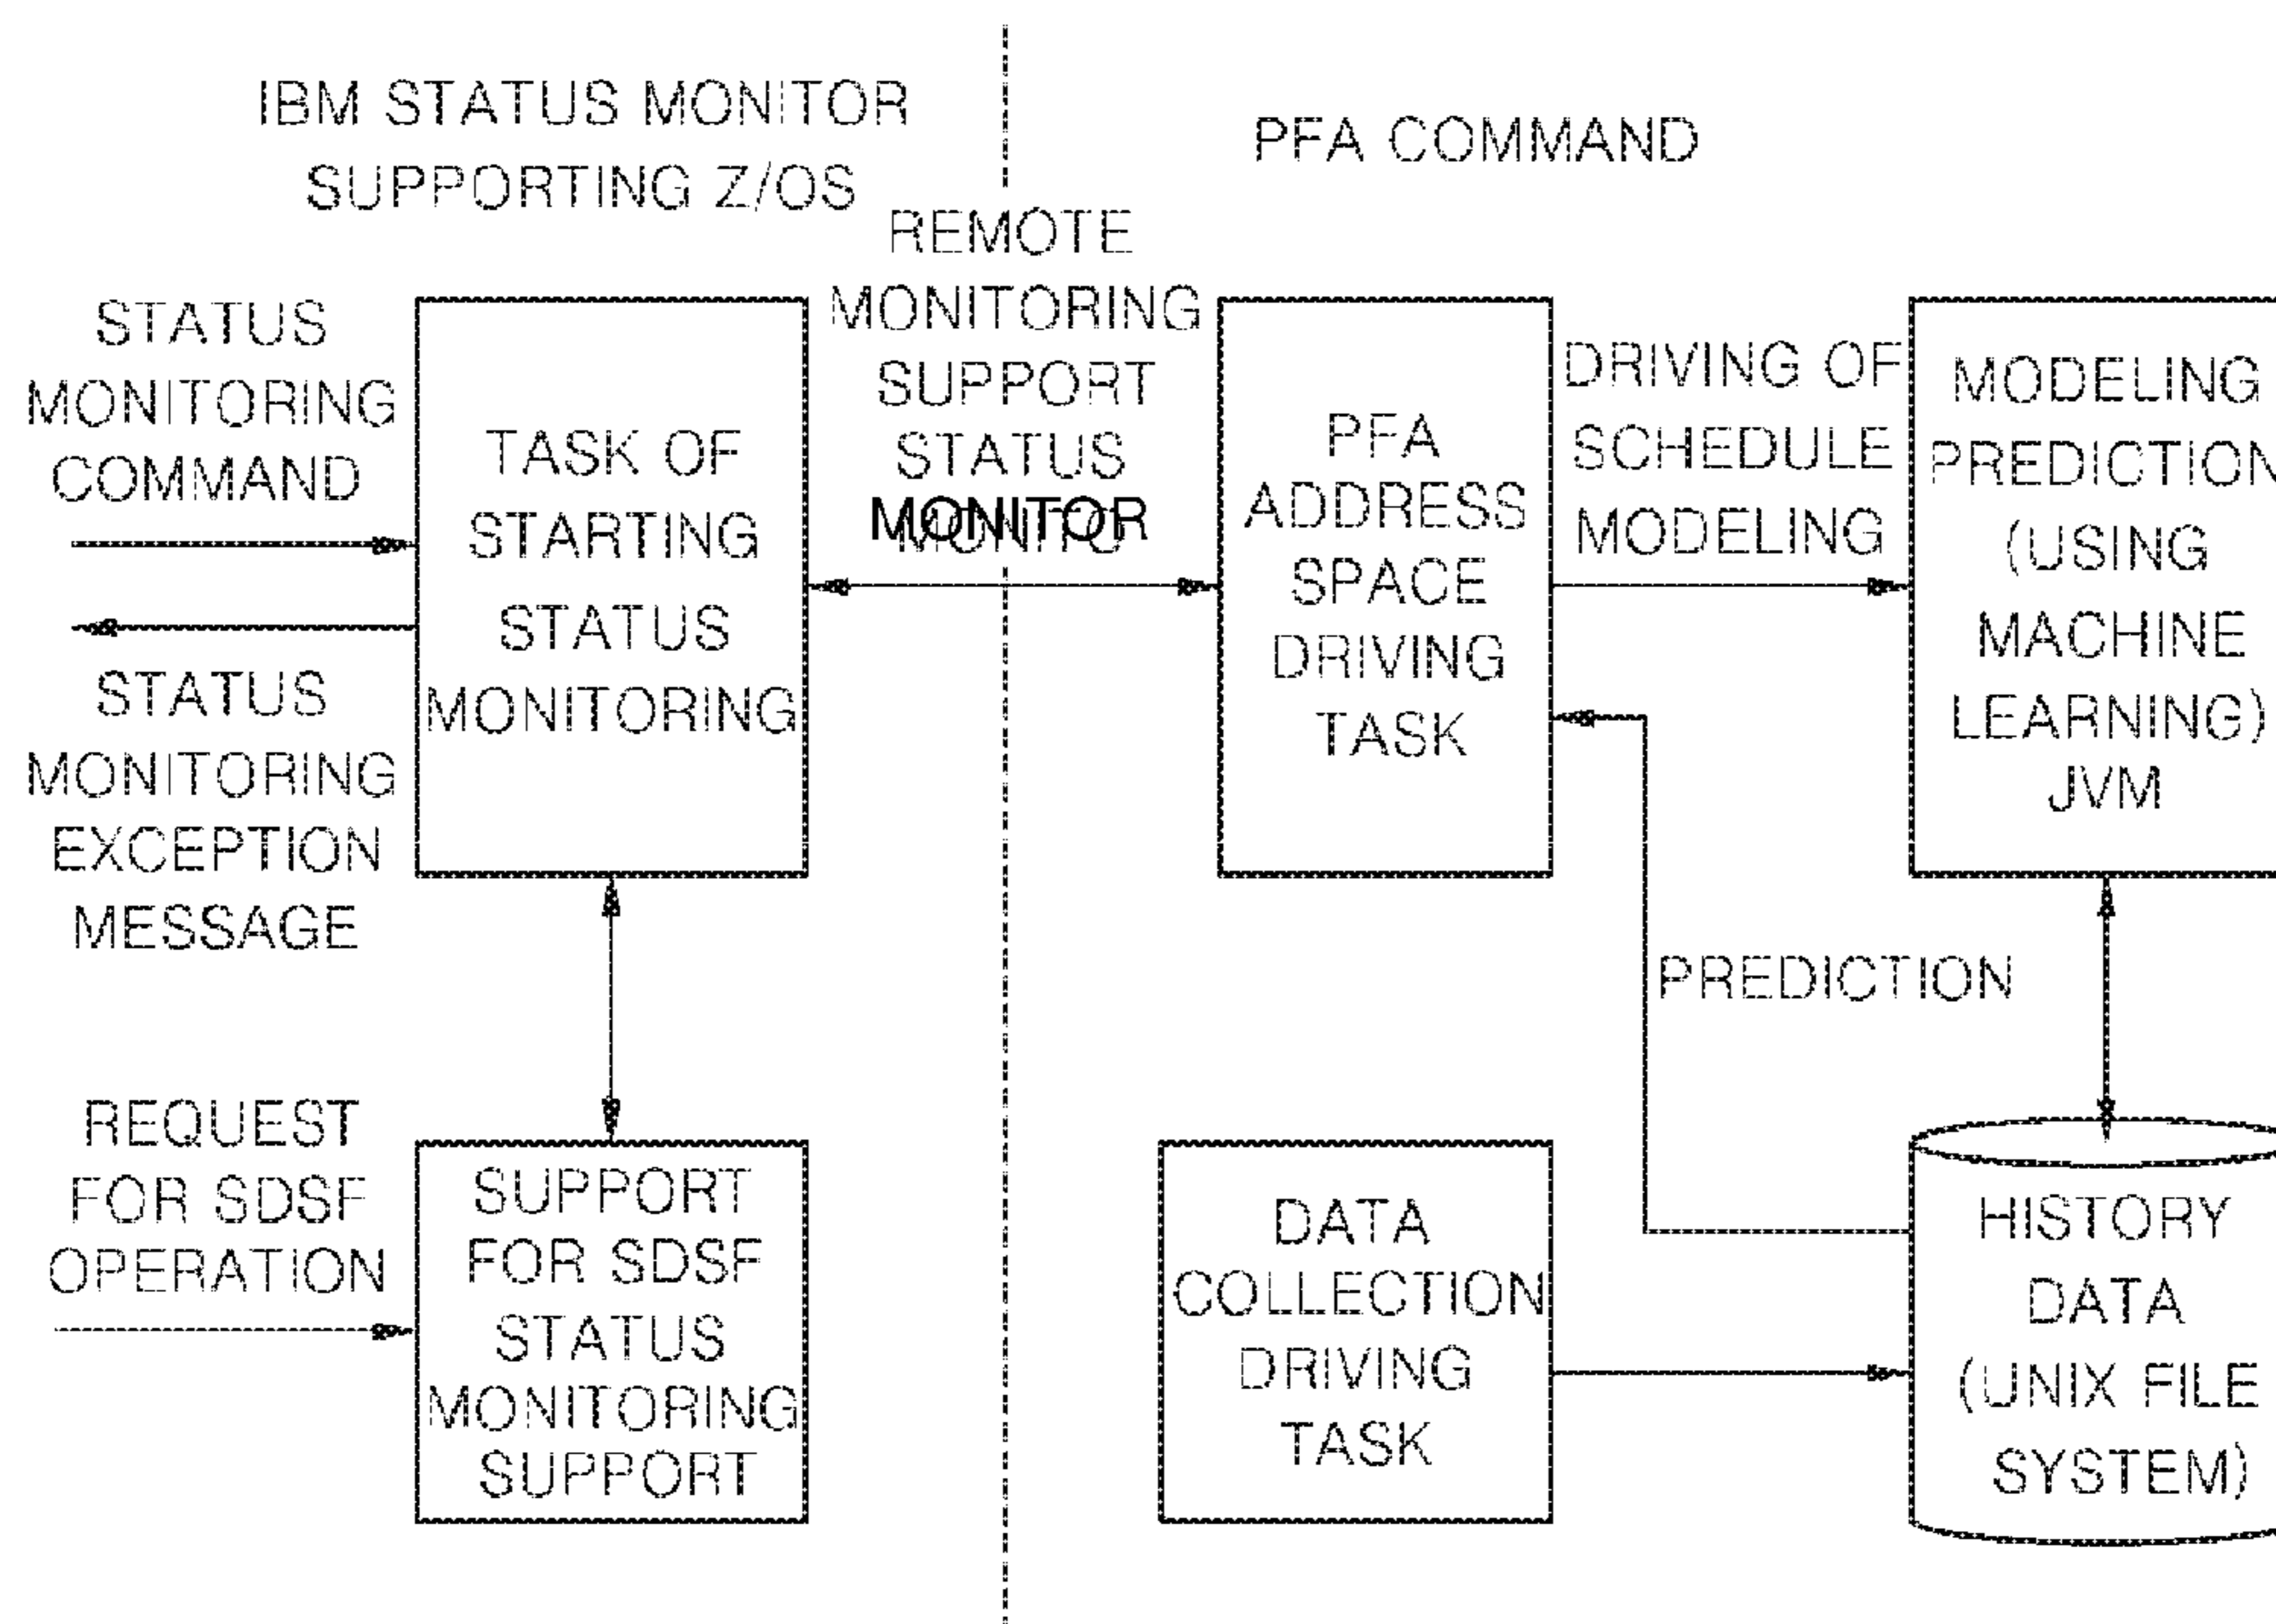 IBM STATUS MONITOR
SUPPORTING Z/OS
PFA COMMAND
STATUS
MONITORING
COMMAND
STATUS
MONITORING
EXCEPTION
MESSAGE
TASK OF
STARTING
STATUS
MONITORING
REMOTE
MONITORING
SUPPORT
STATUS
MONITOR
PFA
ADDRESS
SPACE
DRIVING
TASK
DRIVING OF
SCHEDULE
MODELING
MODELING
PREDICTION
(USING
MACHINE
LEARNING)
JVM
PREDICTION
REQUEST
FOR SDSF
OPERATION
SUPPORT
FOR SDSF
STATUS
MONITORING
SUPPORT
DATA
COLLECTION
DRIVING
TASK
HISTORY
DATA
(UNIX FILE
SYSTEM)